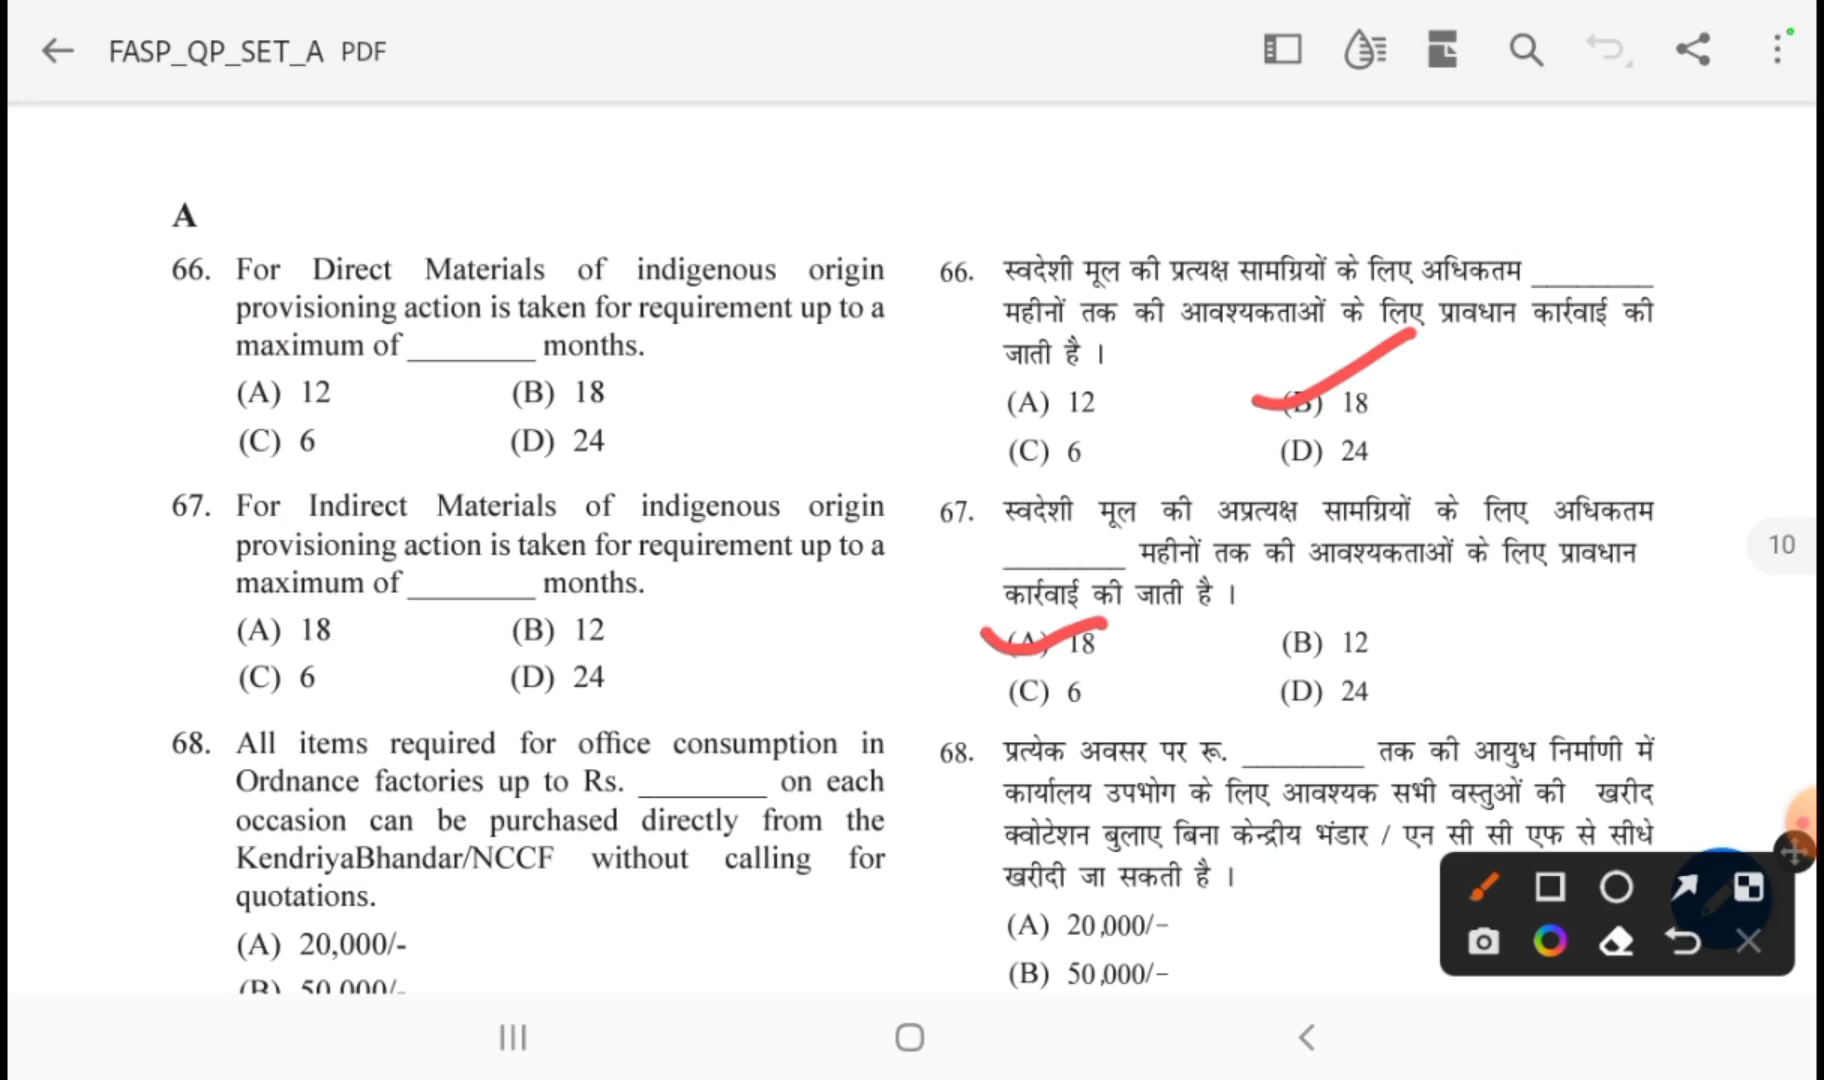 FASP_QP_SET_A PDF
A
66. For Direct Materials of indigenous origin
provisioning action is taken for requirement up to a
maximum of ________ months.
(A) 12 (B) 18
(C) 6 (D) 24
67. For Indirect Materials of indigenous origin
provisioning action is taken for requirement up to a
maximum of ________ months.
(A) 18 (B) 12
(C) 6 (D) 24
68. All items required for office consumption in
Ordnance factories up to Rs. ________ on each
occasion can be purchased directly from the
KendriyaBhandar/NCCF without calling for
quotations.
(A) 20,000/-
(B) 50,000/-
66. स्वदेशी मूल की प्रत्यक्ष सामग्रियों के लिए अधिकतम ________
महीनों तक की आवश्यकताओं के लिए प्रावधान कार्रवाई की
जाती है ।
(A) 12 (B) 18
(C) 6 (D) 24
67. स्वदेशी मूल की अप्रत्यक्ष सामग्रियों के लिए अधिकतम
________ महीनों तक की आवश्यकताओं के लिए प्रावधान
कार्रवाई की जाती है ।
(A) 18 (B) 12
(C) 6 (D) 24
68. प्रत्येक अवसर पर रू. ________ तक की आयुध निर्माणी में
कार्यालय उपभोग के लिए आवश्यक सभी वस्तुओं की खरीद
क्वोटेशन बुलाए बिना केन्द्रीय भंडार / एन सी सी एफ से सीधे
खरीदी जा सकती है ।
(A) 20,000/-
(B) 50,000/-
10